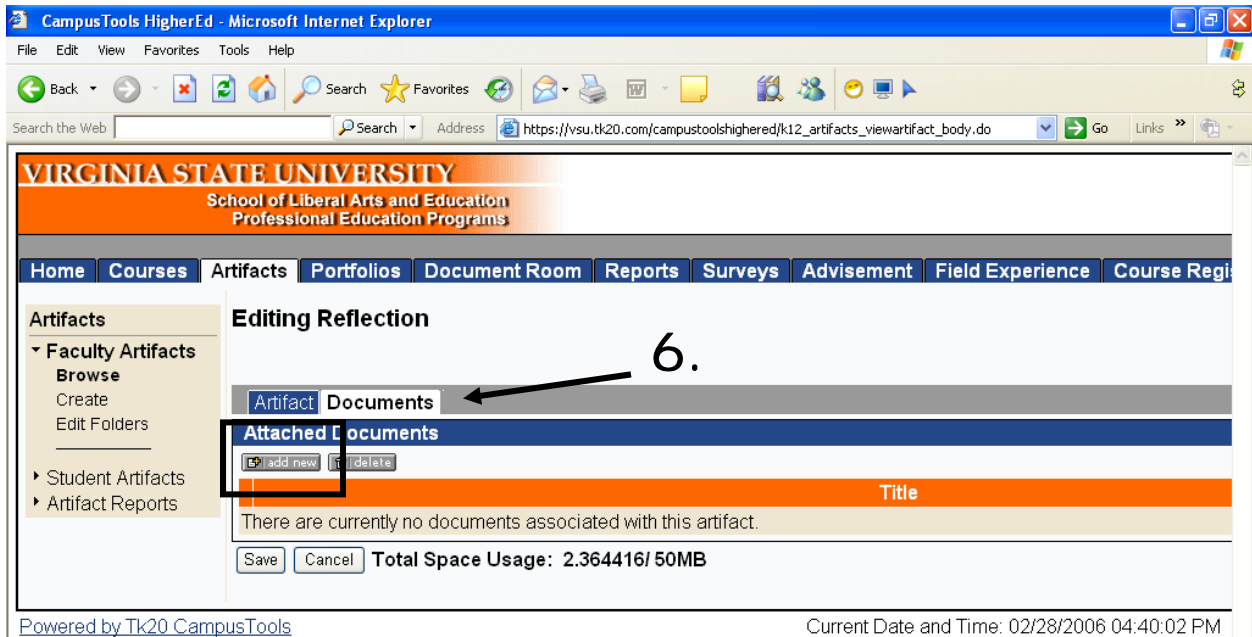 CampusTools HigherEd - Microsoft Internet Explorer
File Edit View Favorites Tools Help
Back Search Favorites
Search the Web Search Address https://vsu.tk20.com/campustoolshighered/k12_artifacts_viewartifact_body.do Go Links »
VIRGINIA STATE UNIVERSITY
School of Liberal Arts and Education
Professional Education Programs
Home Courses Artifacts Portfolios Document Room Reports Surveys Advisement Field Experience Course Regis
Artifacts
Editing Reflection
Faculty Artifacts
Browse
Create
Edit Folders
Student Artifacts
Artifact Reports
6.
Artifact Documents
Attached Documents
add new delete
Title
There are currently no documents associated with this artifact.
Save Cancel Total Space Usage: 2.364416/ 50MB
Powered by Tk20 CampusTools Current Date and Time: 02/28/2006 04:40:02 PM